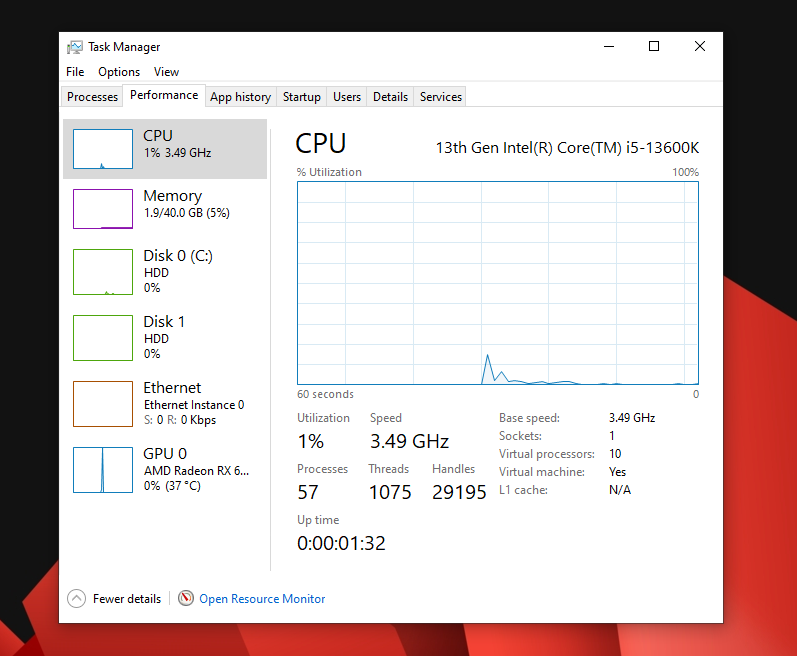 Task Manager
File Options View
Processes Performance App history Startup Users Details Services
CPU
1% 3.49 GHz
Memory
1.9/40.0 GB (5%)
Disk 0 (C:)
HDD
0%
Disk 1
HDD
0%
Ethernet
Ethernet Instance 0
S: 0 R: 0 Kbps
GPU 0
AMD Radeon RX 6...
0% (37 °C)
CPU 13th Gen Intel(R) Core(TM) i5-13600K
% Utilization 100%
60 seconds 0
Utilization Speed
1% 3.49 GHz
Processes Threads Handles
57 1075 29195
Up time
0:00:01:32
Base speed: 3.49 GHz
Sockets: 1
Virtual processors: 10
Virtual machine: Yes
L1 cache: N/A
Fewer details Open Resource Monitor